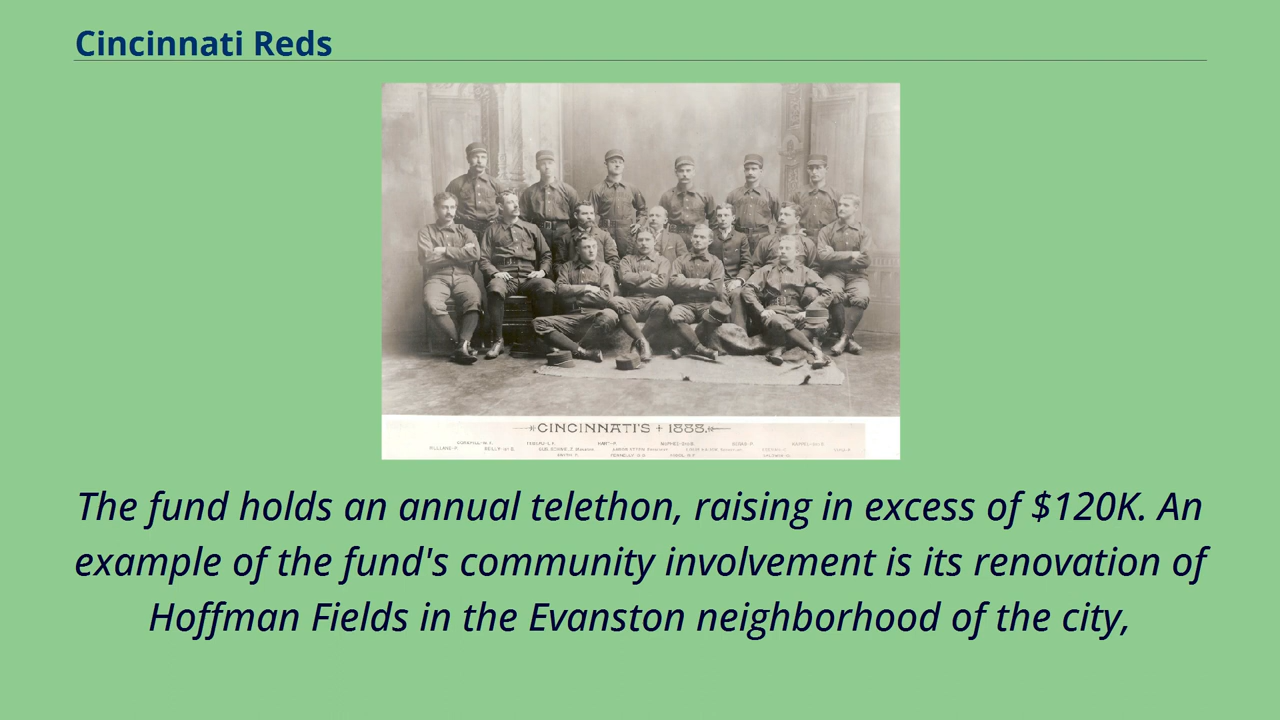 Cincinnati Reds
CINCINNATI'S + 1888.
The fund holds an annual telethon, raising in excess of $120K. An
example of the fund's community involvement is its renovation of
Hoffman Fields in the Evanston neighborhood of the city,